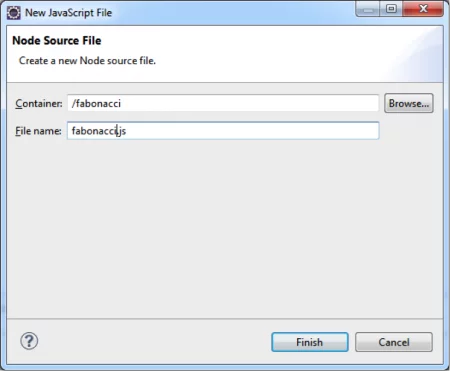 New JavaScript File
Node Source File
Create a new Node source file.
Container: /fabonacci Browse...
File name: fabonacci.js
Finish Cancel